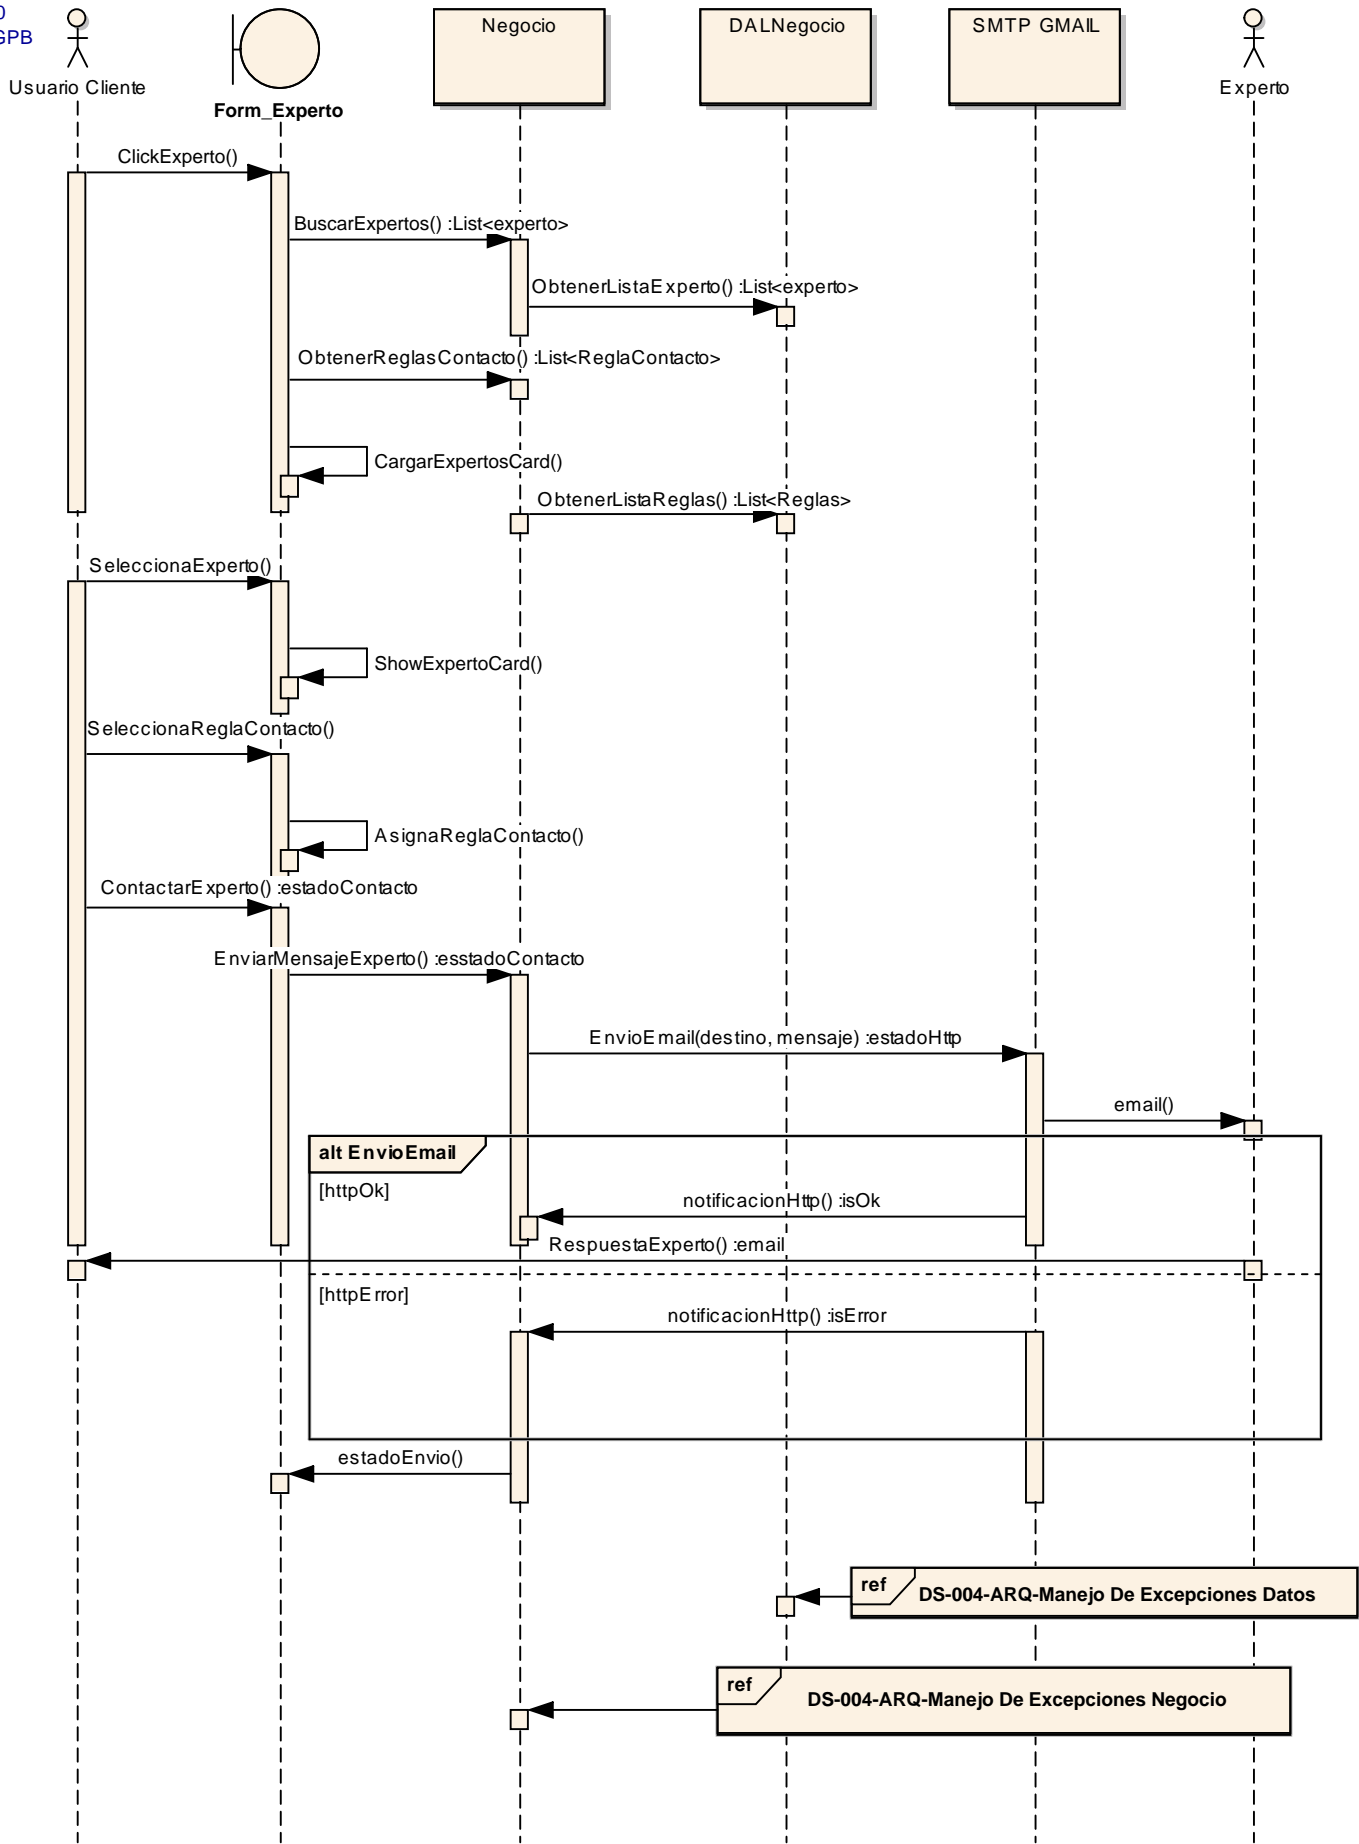 0
GPB
Usuario Cliente
Form_Experto
Negocio
DALNegocio
SMTP GMAIL
Experto
ClickExperto()
BuscarExpertos() :List<experto>
ObtenerListaExperto() :List<experto>
ObtenerReglasContacto() :List<ReglaContacto>
CargarExpertosCard()
ObtenerListaReglas() :List<Reglas>
SeleccionaExperto()
ShowExpertoCard()
SeleccionaReglaContacto()
AsignaReglaContacto()
ContactarExperto() :estadoContacto
EnviarMensajeExperto() :esstadoContacto
EnvioEmail(destino, mensaje) :estadoHttp
email()
alt EnvioEmail
[httpOk]
notificacionHttp() :isOk
RespuestaExperto() :email
[httpError]
notificacionHttp() :isError
estadoEnvio()
ref
DS-004-ARQ-Manejo De Excepciones Datos
ref
DS-004-ARQ-Manejo De Excepciones Negocio